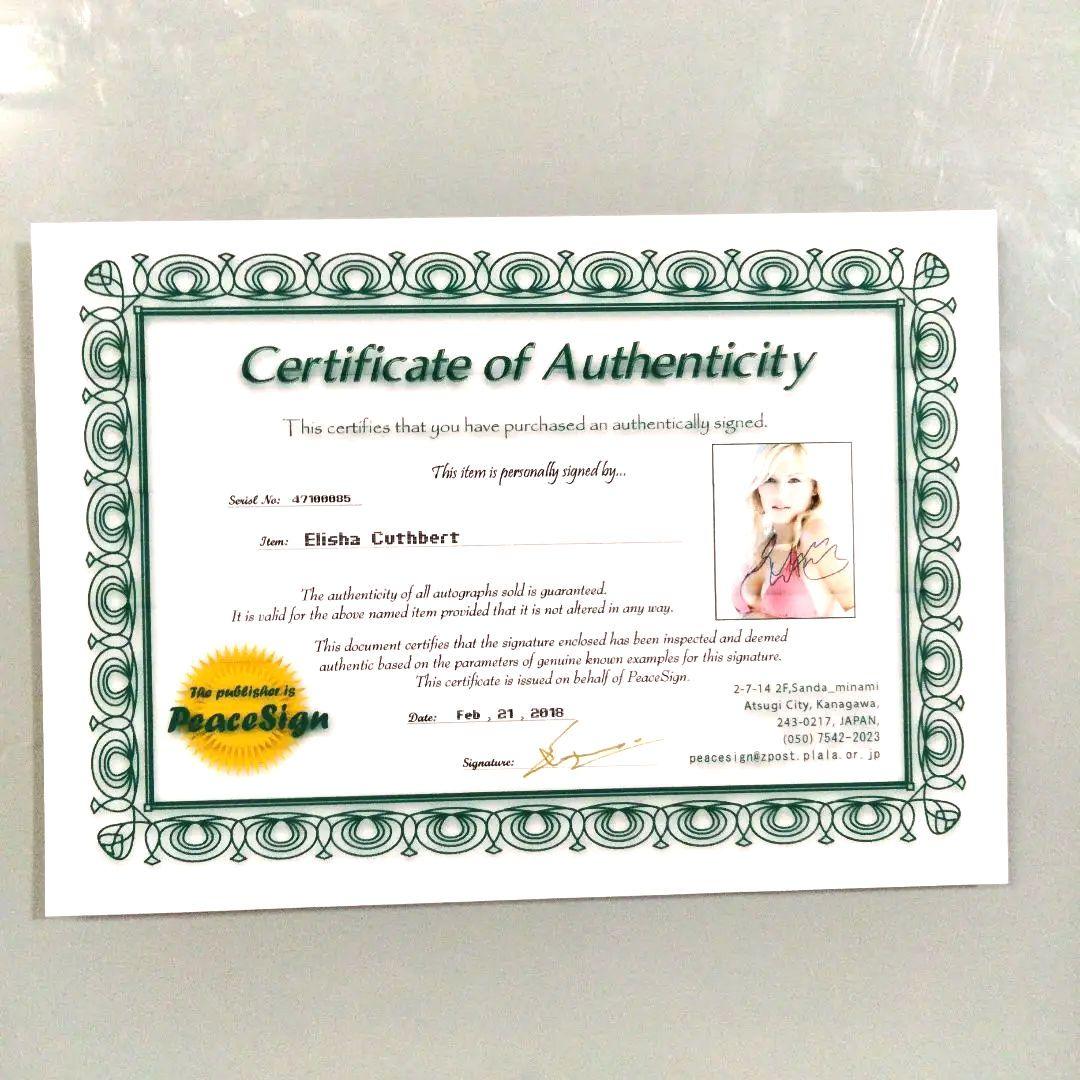 Certificate of Authenticity
This certifies that you have purchased an authentically signed.
This item is personally signed by...
Serisl No: 47100085
Item: Elisha Cuthbert
The authenticity of all autographs sold is guaranteed.
It is valid for the above named item provided that it is not altered in any way.
This document certifies that the signature enclosed has been inspected and deemed
authentic based on the parameters of genuine known examples for this signature.
This certificate is issued on behalf of PeaceSign.
The publisher is
PeaceSign
Date: Feb , 21 , 2018
Signature:
2-7-14 2F,Sanda_minami
Atsugi City, Kanagawa,
243-0217, JAPAN,
(050) 7542-2023
peacesign@zpost.plala.or.jp